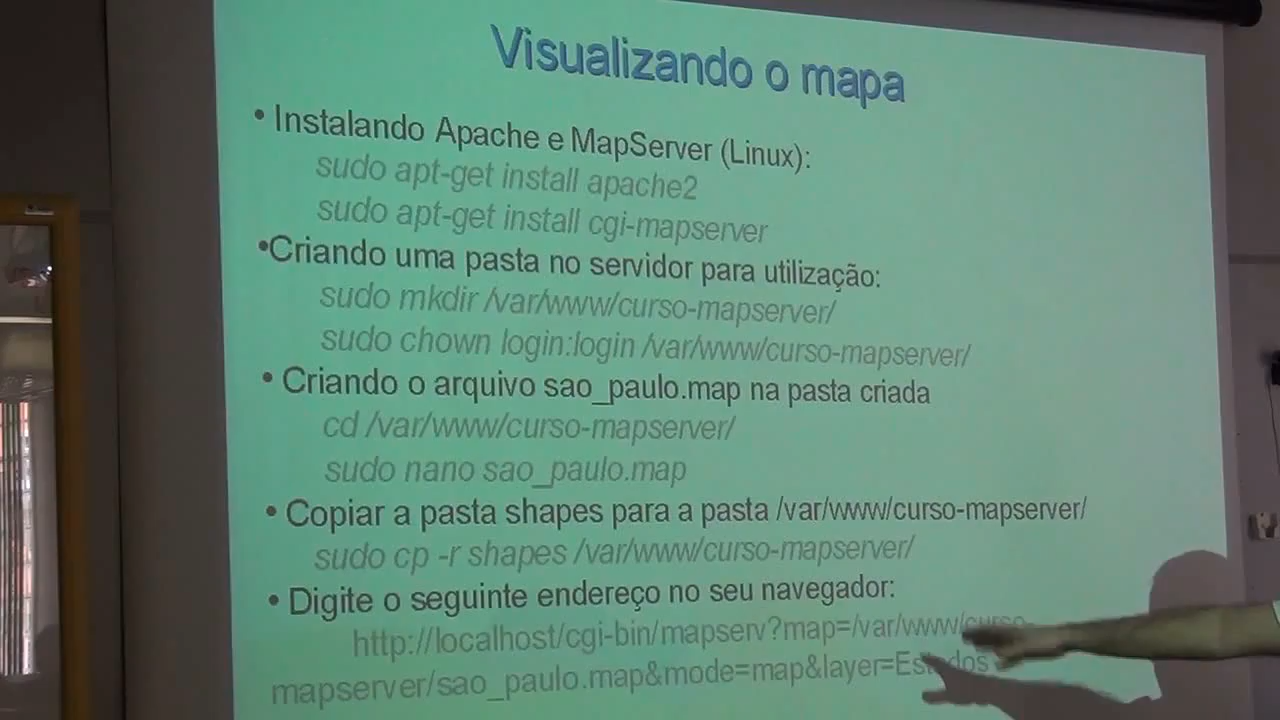 Visualizando o mapa
• Instalando Apache e MapServer (Linux):
sudo apt-get install apache2
sudo apt-get install cgi-mapserver
•Criando uma pasta no servidor para utilização:
sudo mkdir /var/www/curso-mapserver/
sudo chown login:login /var/www/curso-mapserver/
• Criando o arquivo sao_paulo.map na pasta criada
cd /var/www/curso-mapserver/
sudo nano sao_paulo.map
• Copiar a pasta shapes para a pasta /var/www/curso-mapserver/
sudo cp -r shapes /var/www/curso-mapserver/
• Digite o seguinte endereço no seu navegador:
http://localhost/cgi-bin/mapserv?map=/var/www/curso-
mapserver/sao_paulo.map&mode=map&layer=Estados